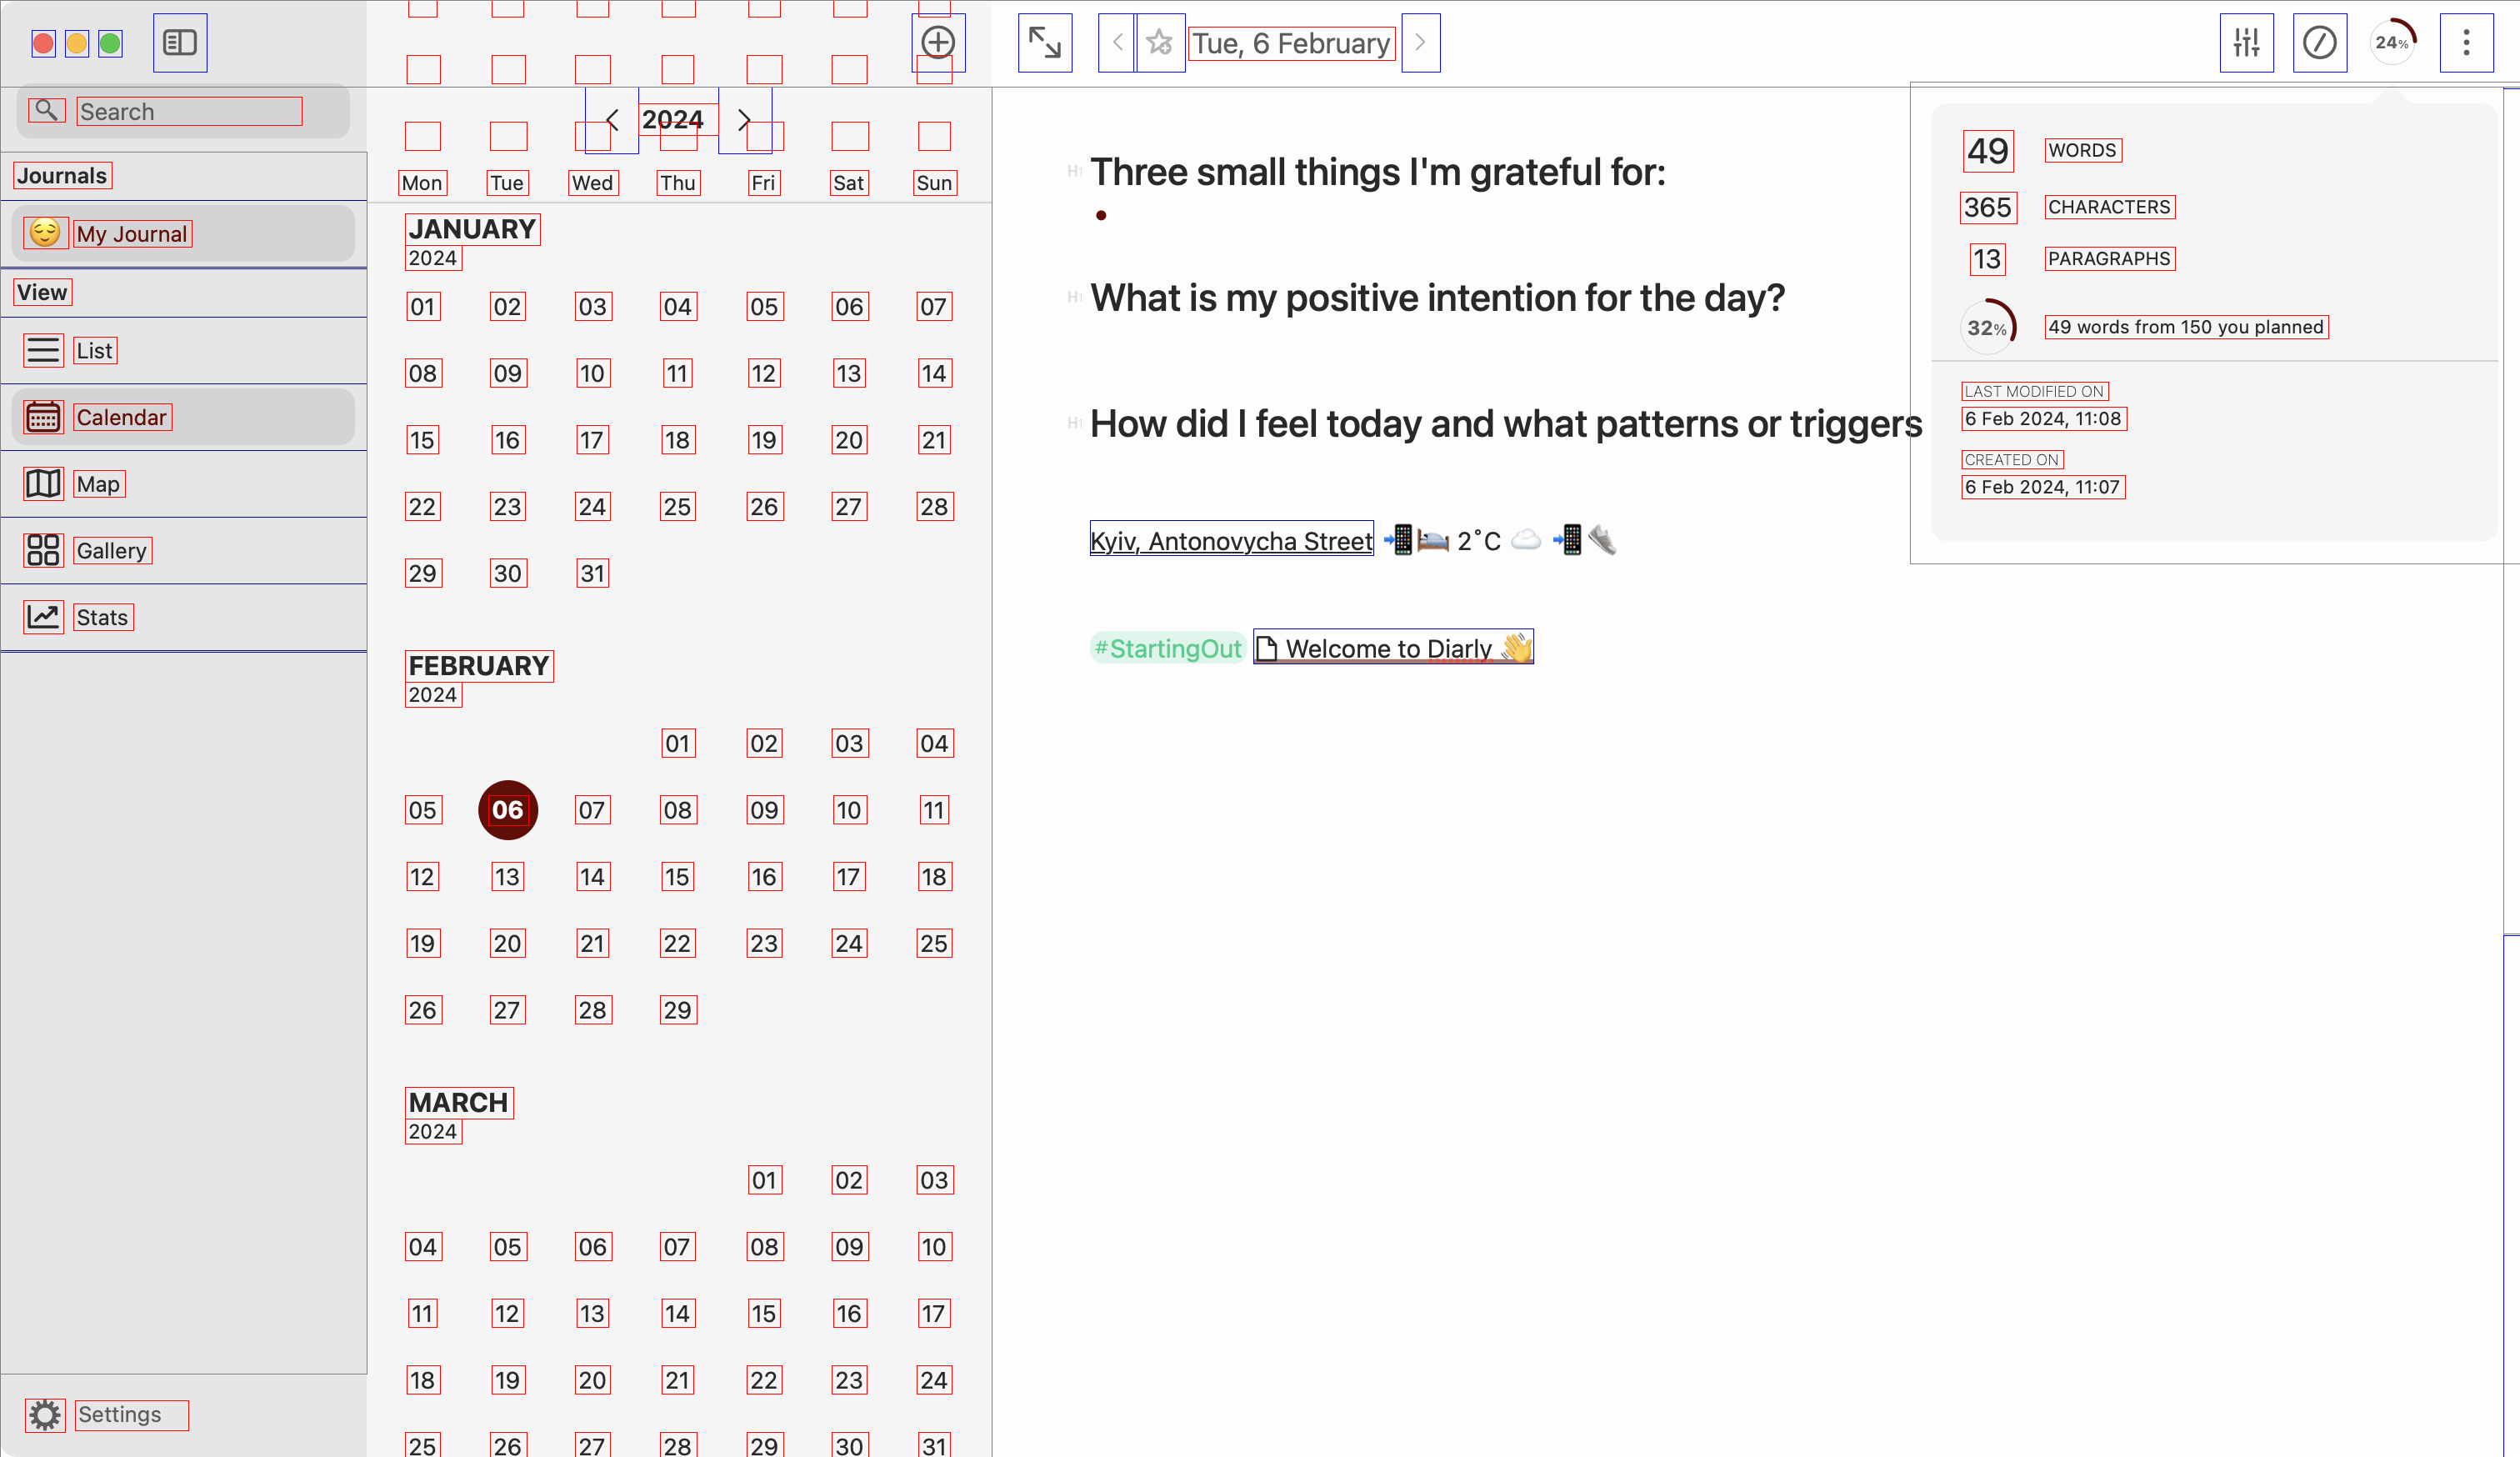 Search
Journals
😌 My Journal
View
List
Calendar
Map
Gallery
Stats
Settings
2024
Mon Tue Wed Thu Fri Sat Sun
JANUARY
2024
01 02 03 04 05 06 07
08 09 10 11 12 13 14
15 16 17 18 19 20 21
22 23 24 25 26 27 28
29 30 31
FEBRUARY
2024
01 02 03 04
05 06 07 08 09 10 11
12 13 14 15 16 17 18
19 20 21 22 23 24 25
26 27 28 29
MARCH
2024
01 02 03
04 05 06 07 08 09 10
11 12 13 14 15 16 17
18 19 20 21 22 23 24
25 26 27 28 29 30 31
Tue, 6 February
24%
H1 Three small things I'm grateful for:
•
H1 What is my positive intention for the day?
H1 How did I feel today and what patterns or triggers
Kyiv, Antonovycha Street 📲🛏️ 2˚C ☁️ 📲👟
#StartingOut Welcome to Diarly 👋
49 WORDS
365 CHARACTERS
13 PARAGRAPHS
32% 49 words from 150 you planned
LAST MODIFIED ON
6 Feb 2024, 11:08
CREATED ON
6 Feb 2024, 11:07